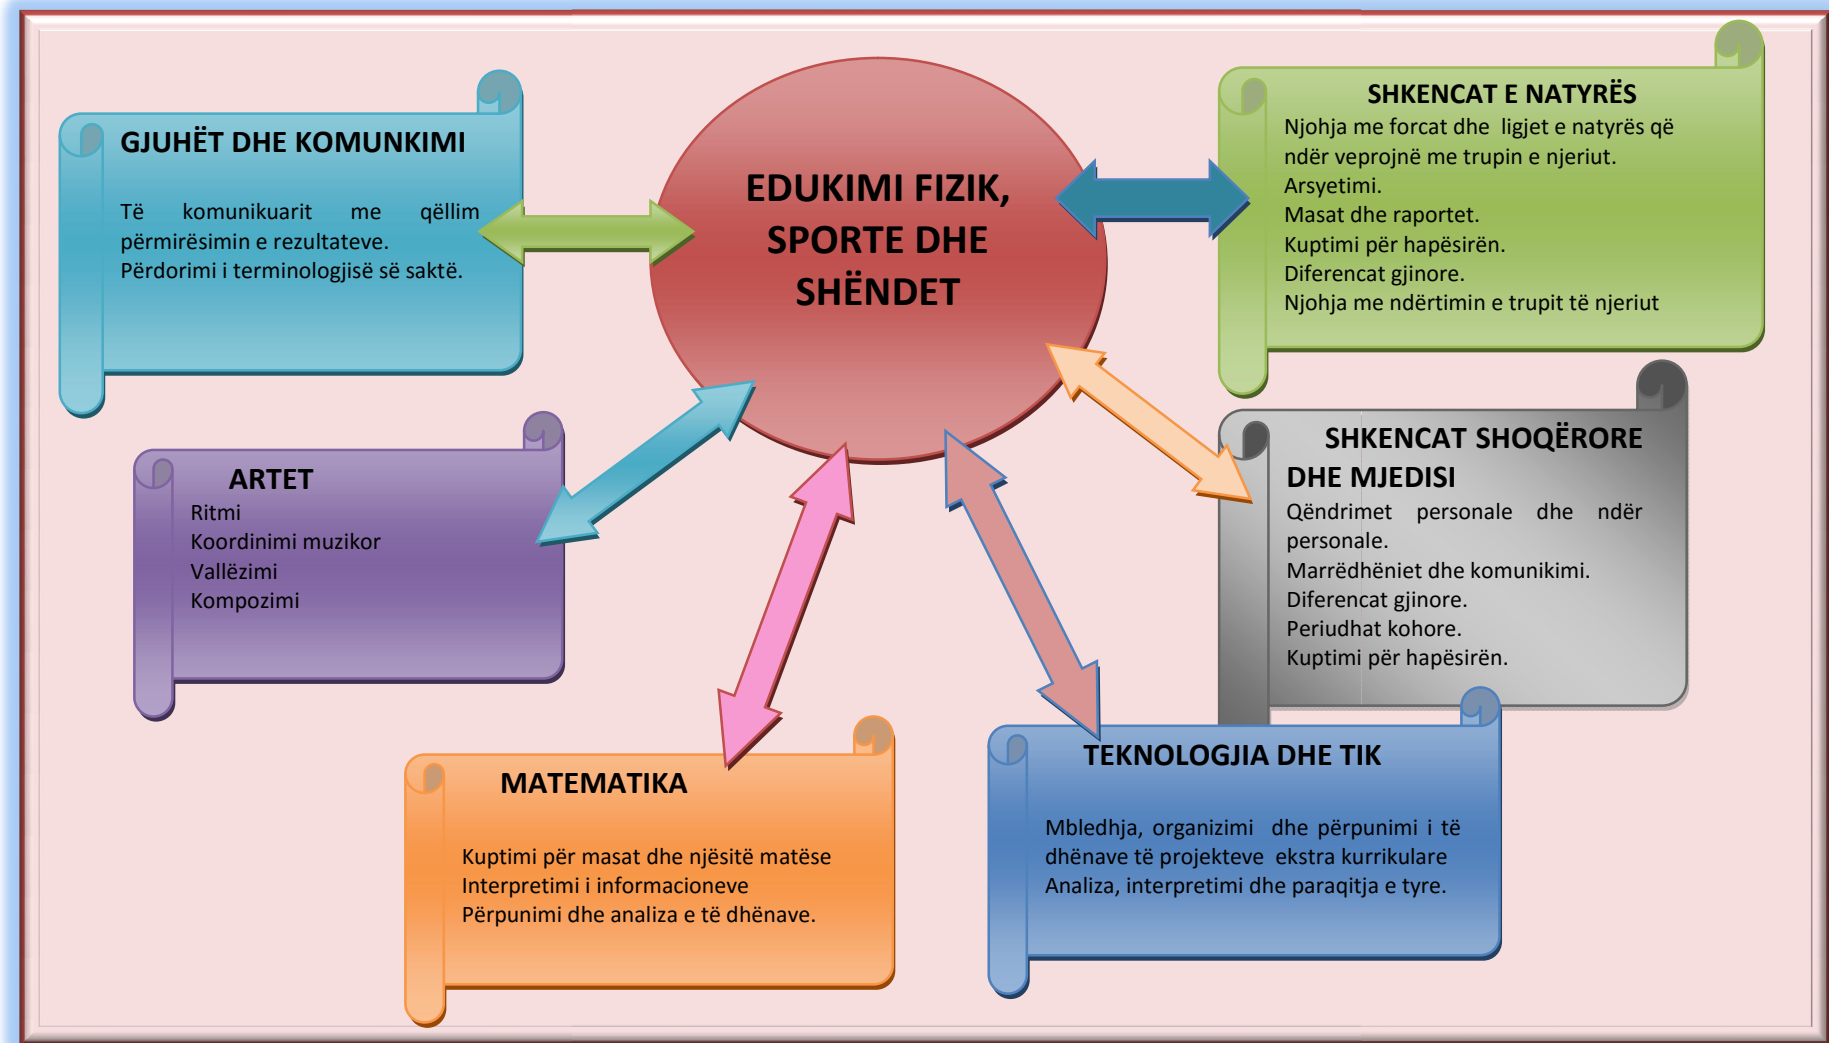 EDUKIMI FIZIK,
SPORTE DHE
SHËNDET
GJUHËT DHE KOMUNKIMI
Të komunikuarit me qëllim
përmirësimin e rezultateve.
Përdorimi i terminologjisë së saktë.
SHKENCAT E NATYRËS
Njohja me forcat dhe ligjet e natyrës që
ndër veprojnë me trupin e njeriut.
Arsyetimi.
Masat dhe raportet.
Kuptimi për hapësirën.
Diferencat gjinore.
Njohja me ndërtimin e trupit të njeriut
ARTET
Ritmi
Koordinimi muzikor
Vallëzimi
Kompozimi
SHKENCAT SHOQËRORE
DHE MJEDISI
Qëndrimet personale dhe ndër
personale.
Marrëdhëniet dhe komunikimi.
Diferencat gjinore.
Periudhat kohore.
Kuptimi për hapësirën.
MATEMATIKA
Kuptimi për masat dhe njësitë matëse
Interpretimi i informacioneve
Përpunimi dhe analiza e të dhënave.
TEKNOLOGJIA DHE TIK
Mbledhja, organizimi dhe përpunimi i të
dhënave të projekteve ekstra kurrikulare
Analiza, interpretimi dhe paraqitja e tyre.